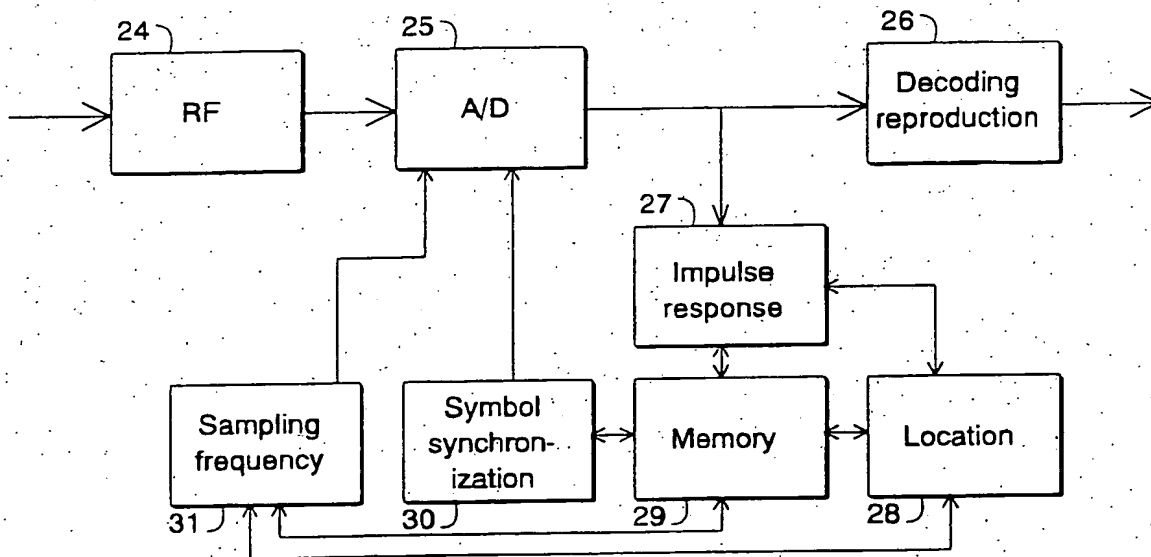 24
25
26
RF
A/D
Decoding
reproduction
27
Impulse
response
Sampling
frequency
Symbol
synchron-
ization
Memory
Location
31
30
29
28